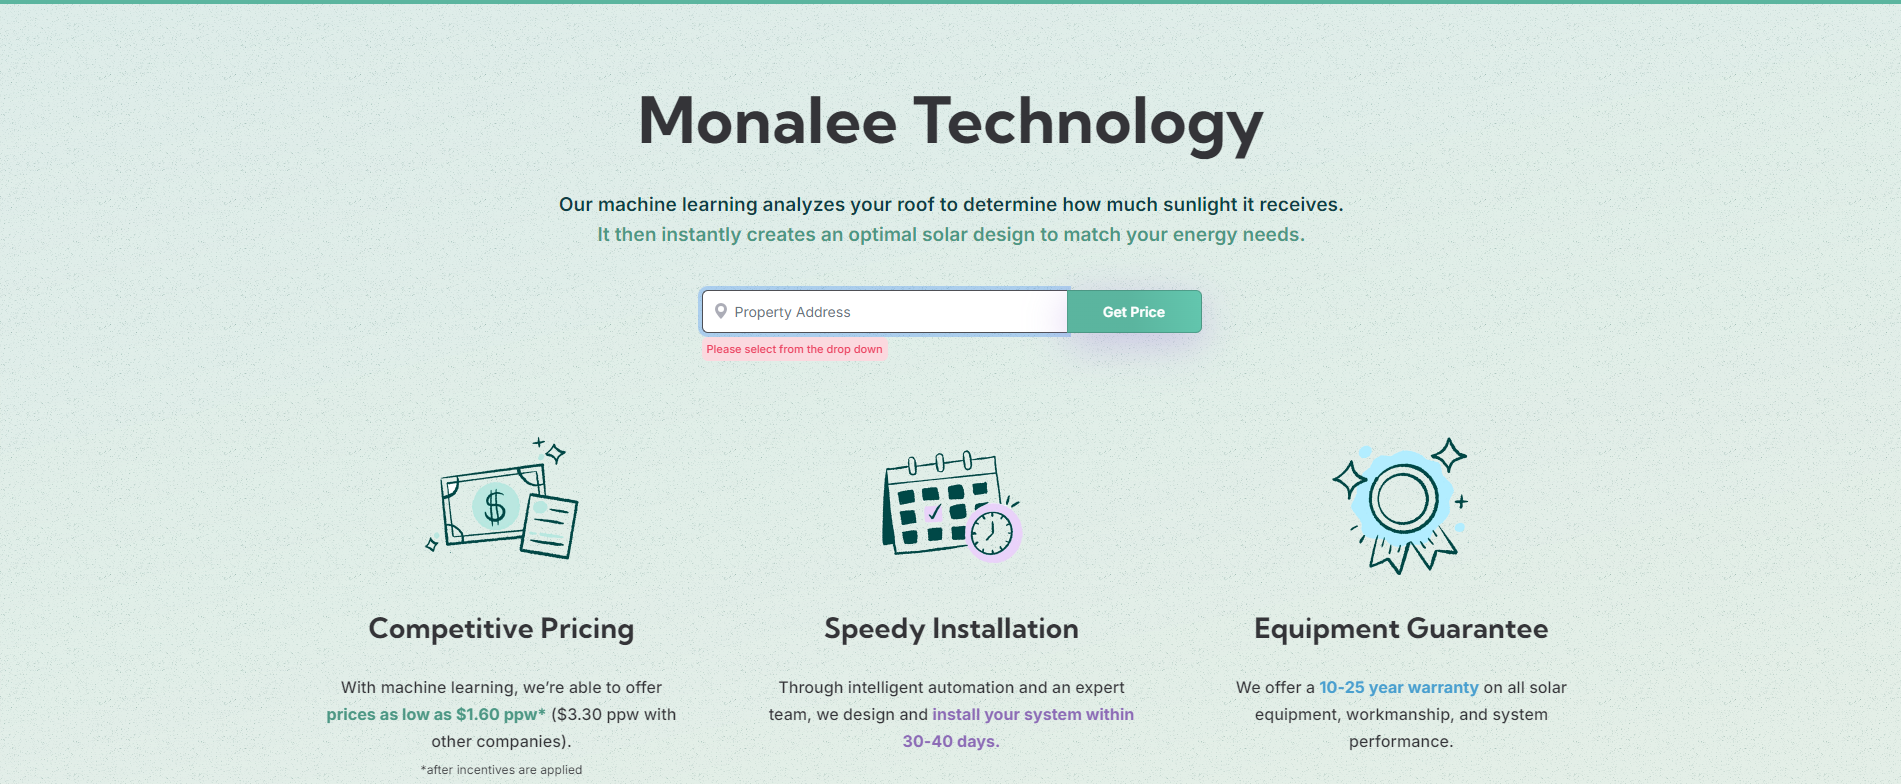 Monalee Technology
Our machine learning analyzes your roof to determine how much sunlight it receives.
It then instantly creates an optimal solar design to match your energy needs.
Property Address
Get Price
Please select from the drop down
$
Competitive Pricing
With machine learning, we’re able to offer
prices as low as $1.60 ppw* ($3.30 ppw with
other companies).
*after incentives are applied
Speedy Installation
Through intelligent automation and an expert
team, we design and install your system within
30-40 days.
Equipment Guarantee
We offer a 10-25 year warranty on all solar
equipment, workmanship, and system
performance.